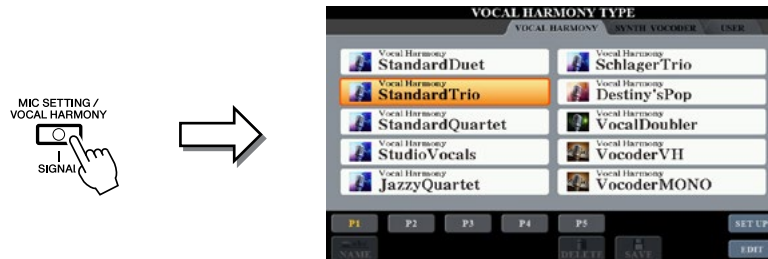 MIC SETTING /
VOCAL HARMONY
SIGNAL
VOCAL HARMONY TYPE
VOCAL HARMONY SYNTH VOCODER USER
Vocal Harmony
StandardDuet
Vocal Harmony
SchlagerTrio
Vocal Harmony
StandardTrio
Vocal Harmony
Destiny'sPop
Vocal Harmony
StandardQuartet
Vocal Harmony
VocalDoubler
Vocal Harmony
StudioVocals
Vocal Harmony
VocoderVH
Vocal Harmony
JazzyQuartet
Vocal Harmony
VocoderMONO
P1 P2 P3 P4 P5 SET UP
NAME DELETE SAVE EDIT